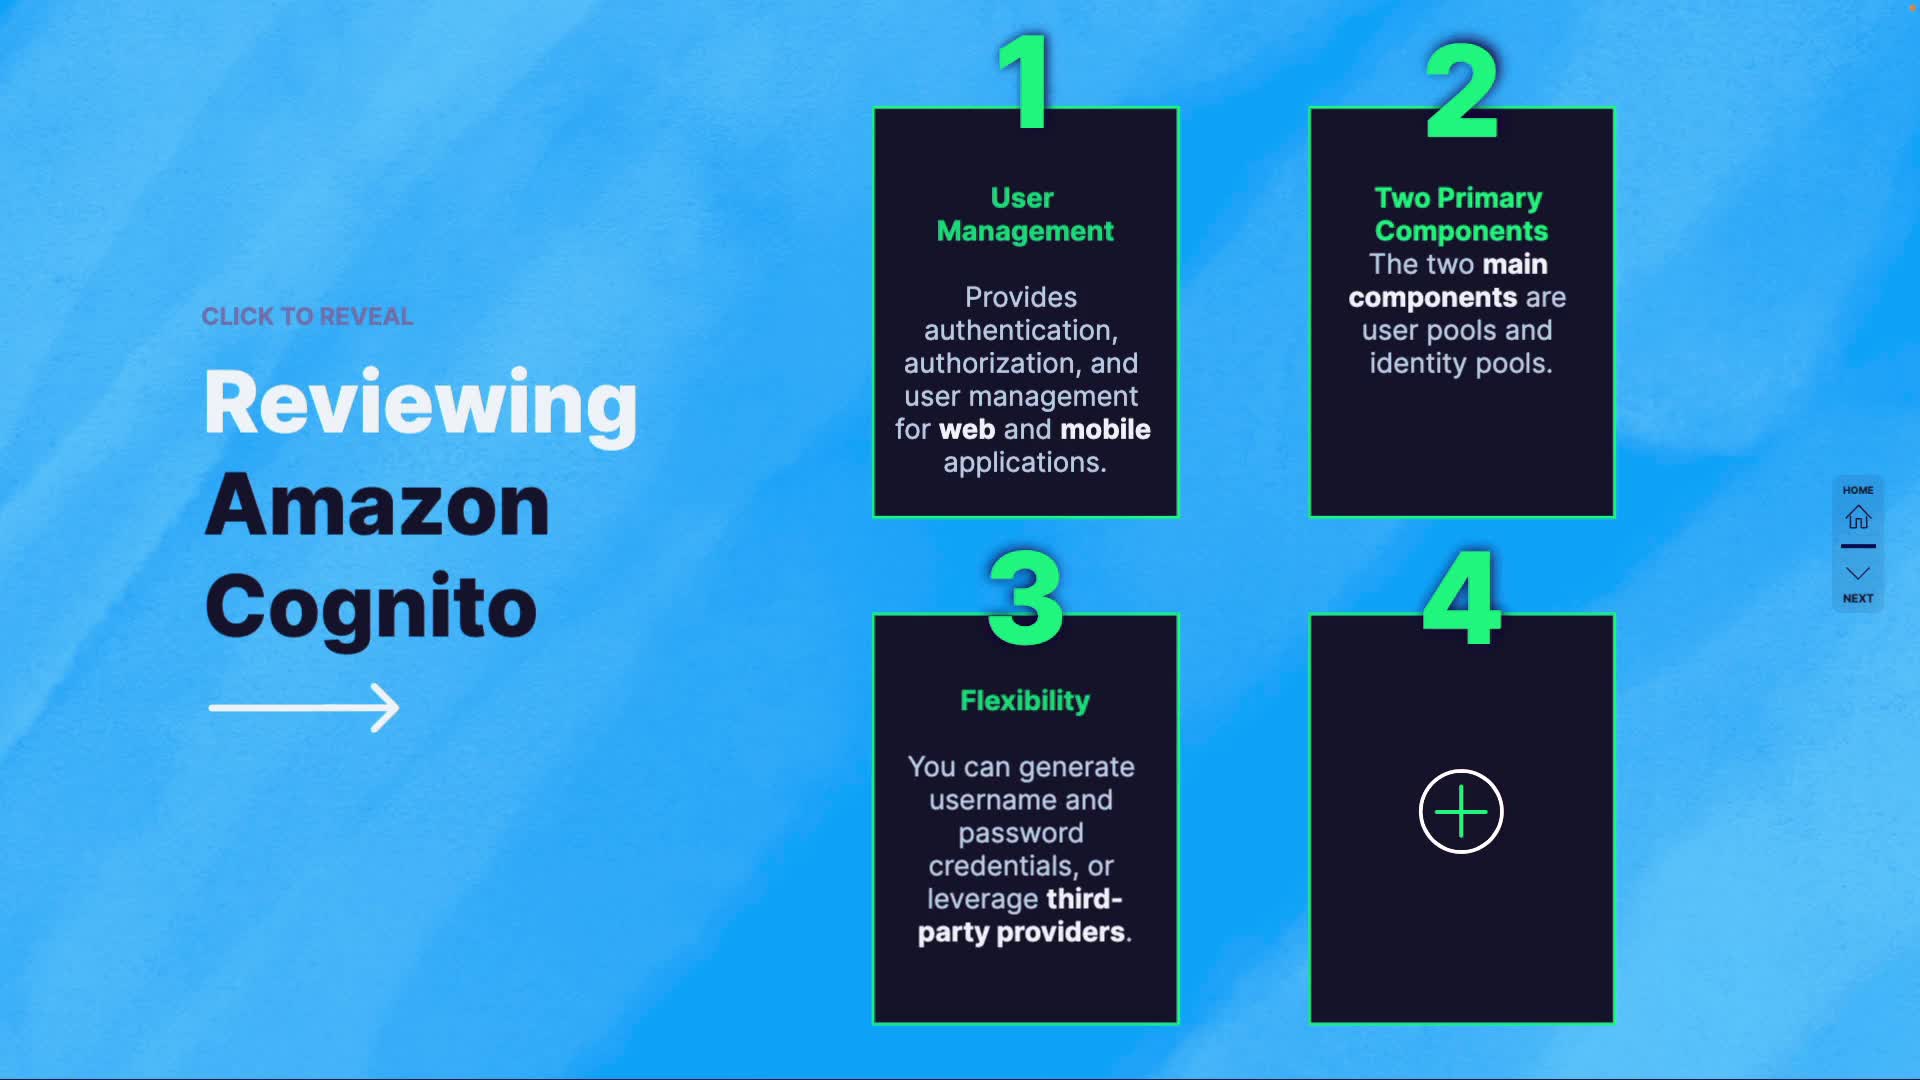 CLICK TO REVEAL
Reviewing
Amazon
Cognito
1
User
Management
Provides
authentication,
authorization, and
user management
for web and mobile
applications.
2
Two Primary
Components
The two main
components are
user pools and
identity pools.
3
Flexibility
You can generate
username and
password
credentials, or
leverage third-
party providers.
4
HOME
NEXT